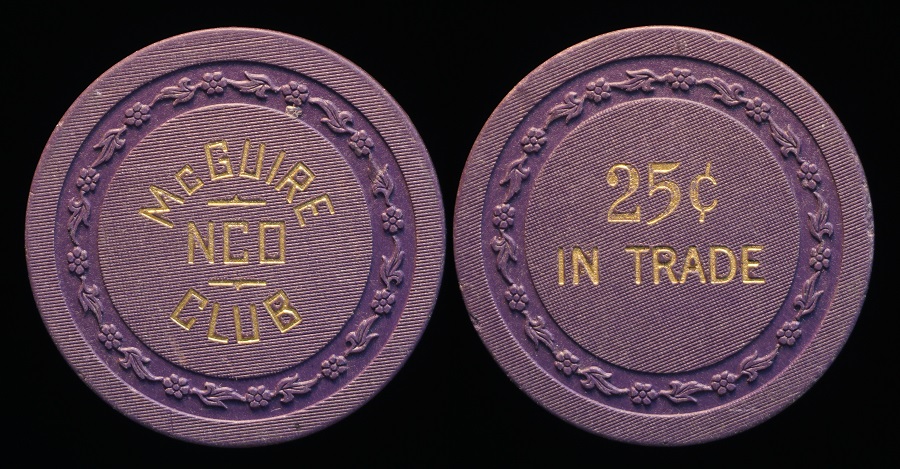 McGUIRE
NCO
CLUB
25¢
IN TRADE